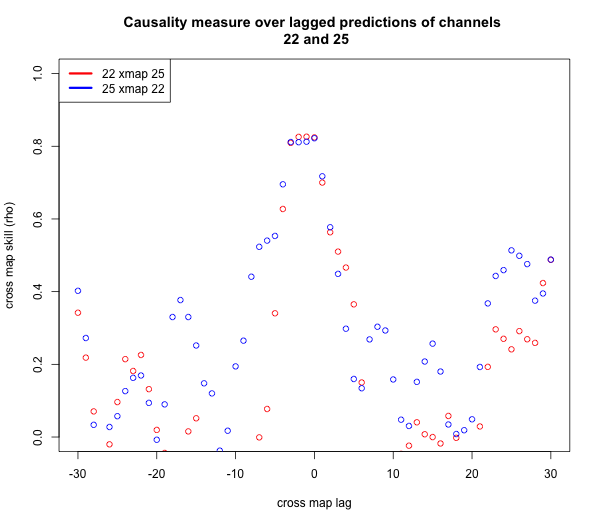 Causality measure over lagged predictions of channels
22 and 25
22 xmap 25
25 xmap 22
cross map skill (rho)
1.0
0.8
0.6
0.4
0.2
0.0
-30 -20 -10 0 10 20 30
cross map lag